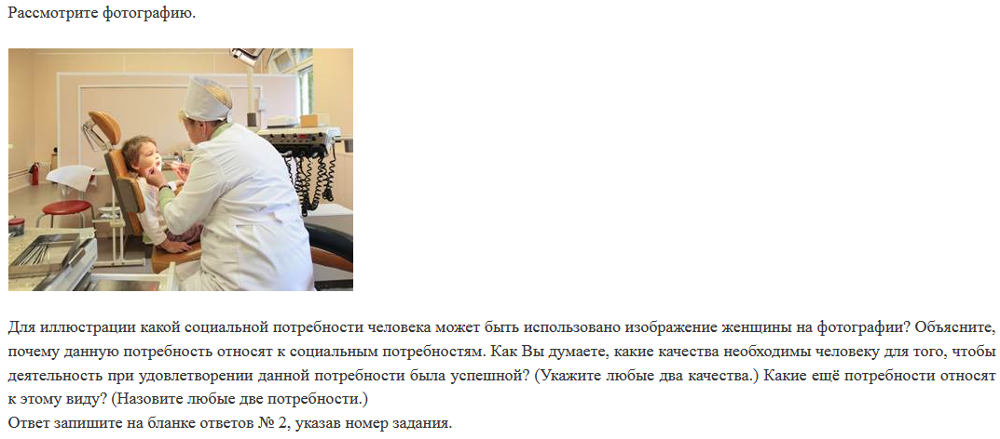 Рассмотрите фотографию.
Для иллюстрации какой социальной потребности человека может быть использовано изображение женщины на фотографии? Объясните,
почему данную потребность относят к социальным потребностям. Как Вы думаете, какие качества необходимы человеку для того, чтобы
деятельность при удовлетворении данной потребности была успешной? (Укажите любые два качества.) Какие ещё потребности относят
к этому виду? (Назовите любые две потребности.)
Ответ запишите на бланке ответов № 2, указав номер задания.